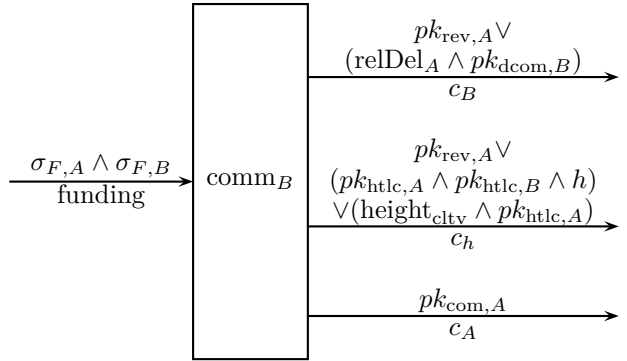 σ_{F,A} ∧ σ_{F,B}
funding
comm_B
pk_{rev,A} ∨
(relDel_A ∧ pk_{dcom,B})
c_B
pk_{rev,A} ∨
(pk_{htlc,A} ∧ pk_{htlc,B} ∧ h)
∨(height_{cltv} ∧ pk_{htlc,A})
c_h
pk_{com,A}
c_A